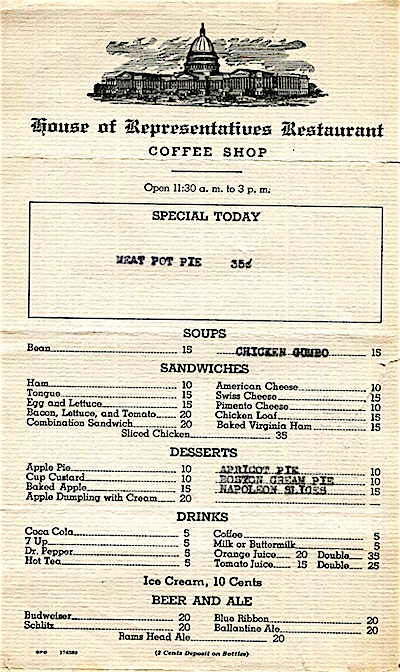 House of Representatives Restaurant
COFFEE SHOP
Open 11:30 a. m. to 3 p. m.
SPECIAL TODAY
MEAT POT PIE 35¢
SOUPS
Bean 15 CHICKEN GUMBO 15
SANDWICHES
Ham 10 American Cheese 10
Tongue 15 Swiss Cheese 15
Egg and Lettuce 15 Pimento Cheese 10
Bacon, Lettuce, and Tomato 20 Chicken Loaf 15
Combination Sandwich 20 Baked Virginia Ham 15
Sliced Chicken 35
DESSERTS
Apple Pie 10 APRICOT PIE 10
Cup Custard 10 BOSTON CREAM PIE 10
Baked Apple 15 NAPOLEON SLICES 15
Apple Dumpling with Cream 20
DRINKS
Coca Cola 5 Coffee 5
7 Up 5 Milk or Buttermilk 5
Dr. Pepper 5 Orange Juice 20 Double 35
Hot Tea 5 Tomato Juice 15 Double 25
Ice Cream, 10 Cents
BEER AND ALE
Budweiser 20 Blue Ribbon 20
Schlitz 20 Ballantine Ale 20
Rams Head Ale 20
GPO (2 Cents Deposit on Bottles)